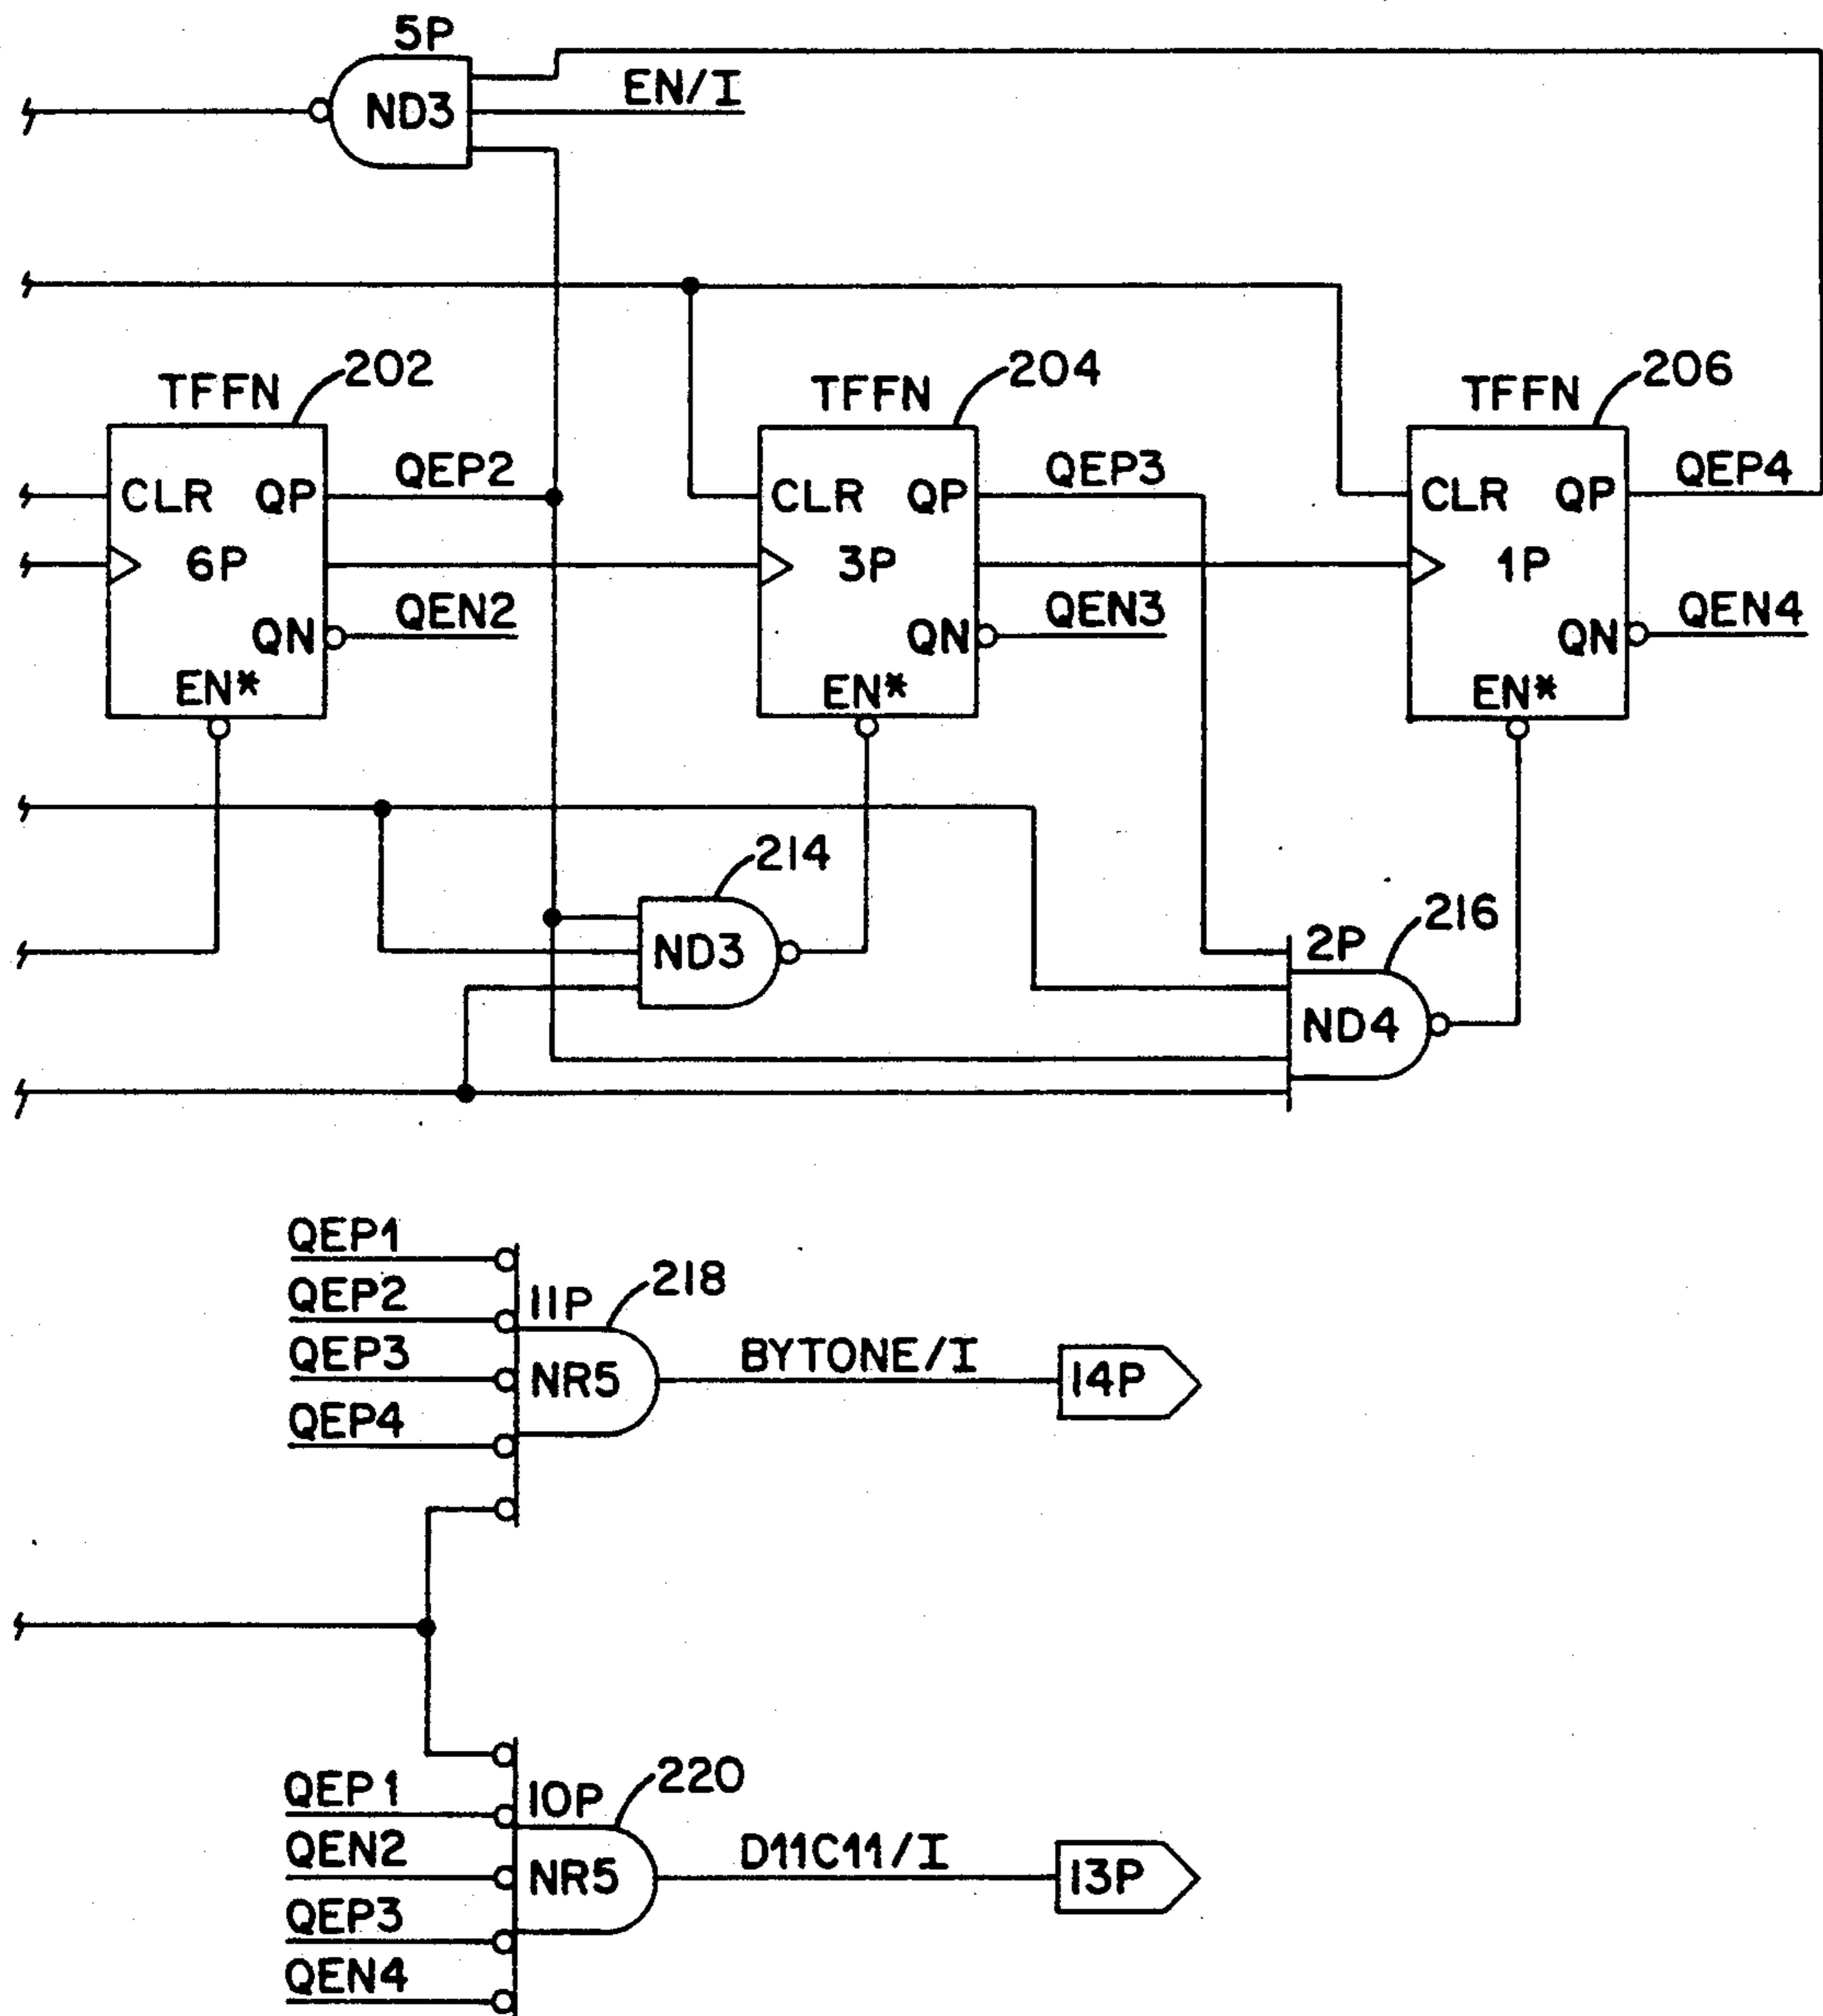 5P
ND3
EN/I
TFFN 202
TFFN 204
TFFN 206
CLR QP QEP2
6P
QN QEN2
EN*
CLR QP QEP3
3P
QN QEN3
EN*
CLR QP QEP4
1P
QN QEN4
EN*
214
ND3
216
2P
ND4
QEP1
QEP2
QEP3
QEP4
11P
218
NR5
BYTONE/I
14P
QEP1
QEN2
QEP3
QEN4
10P
220
NR5
D11C11/I
13P